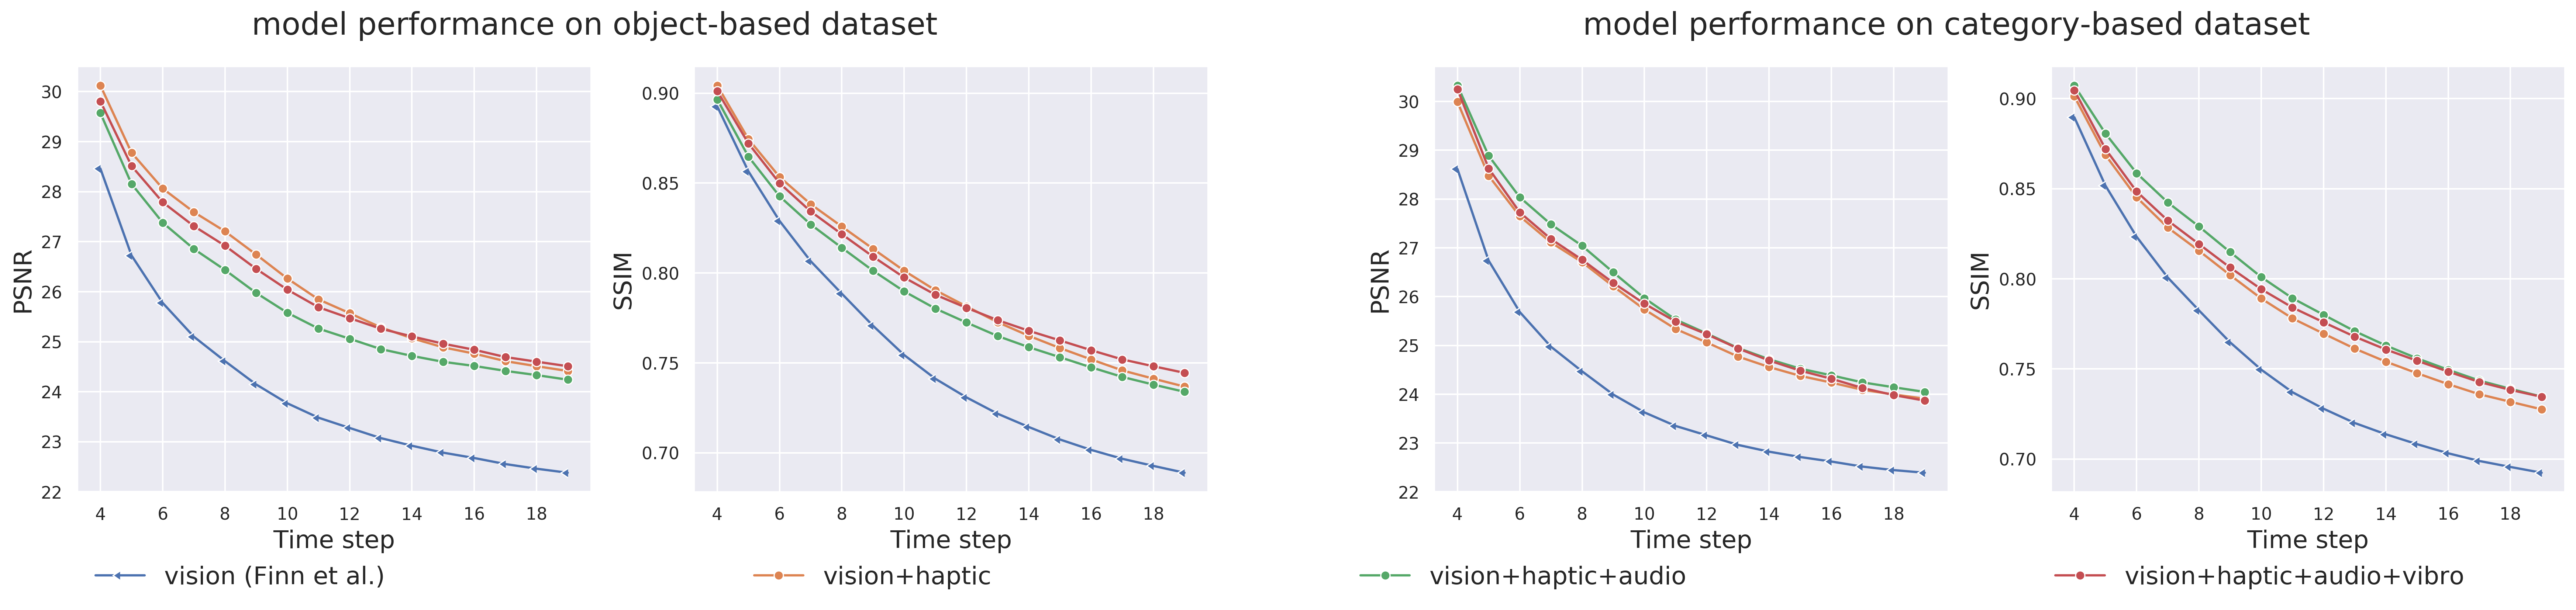 model performance on object-based dataset
model performance on category-based dataset
PSNR
30
29
28
27
26
25
24
23
22
4 6 8 10 12 14 16 18
Time step
SSIM
0.90
0.85
0.80
0.75
0.70
4 6 8 10 12 14 16 18
Time step
PSNR
30
29
28
27
26
25
24
23
22
4 6 8 10 12 14 16 18
Time step
SSIM
0.90
0.85
0.80
0.75
0.70
4 6 8 10 12 14 16 18
Time step
vision (Finn et al.)
vision+haptic
vision+haptic+audio
vision+haptic+audio+vibro